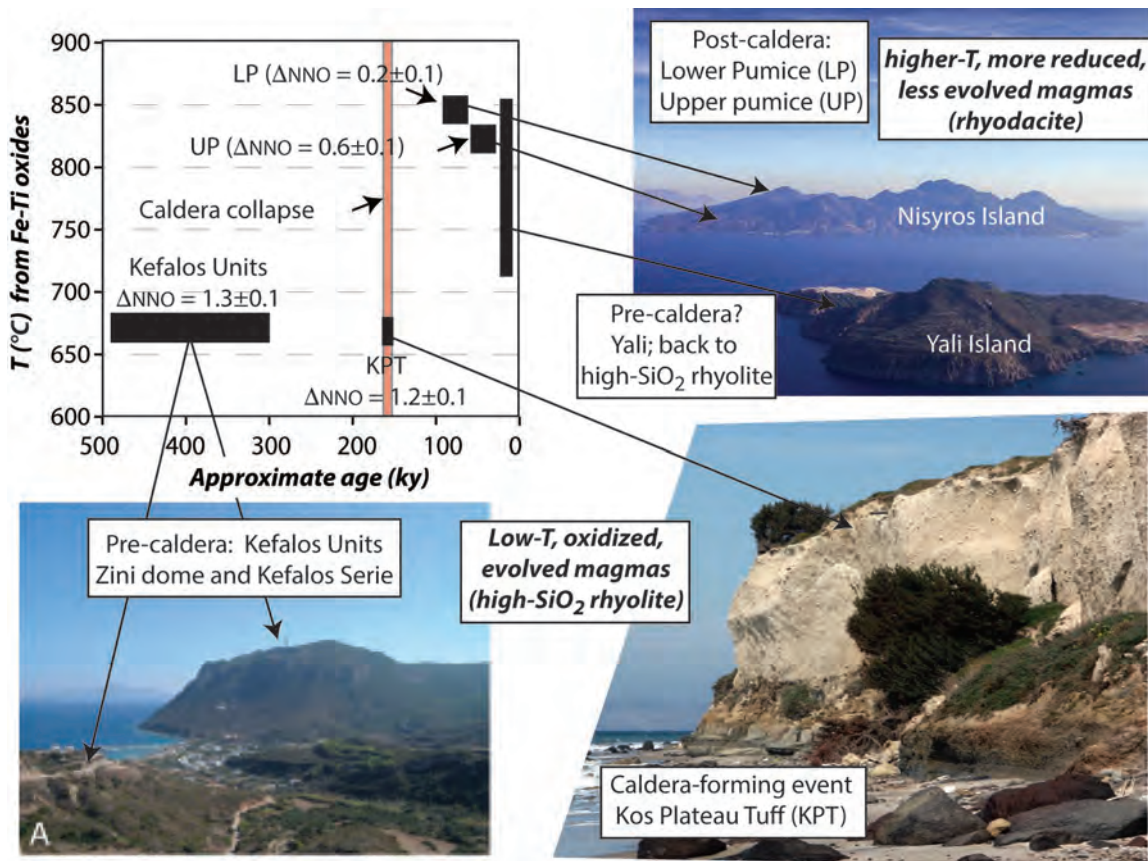 900
850
800
750
700
650
600
T (°C) from Fe-Ti oxides
LP (ΔNNO = 0.2±0.1)
UP (ΔNNO = 0.6±0.1)
Caldera collapse
Kefalos Units
ΔNNO = 1.3±0.1
KPT
ΔNNO = 1.2±0.1
500 400 300 200 100 0
Approximate age (ky)
Post-caldera:
Lower Pumice (LP)
Upper pumice (UP)
higher-T, more reduced,
less evolved magmas
(rhyodacite)
Nisyros Island
Pre-caldera?
Yali; back to
high-SiO₂ rhyolite
Yali Island
Pre-caldera: Kefalos Units
Zini dome and Kefalos Serie
Low-T, oxidized,
evolved magmas
(high-SiO₂ rhyolite)
Caldera-forming event
Kos Plateau Tuff (KPT)
A